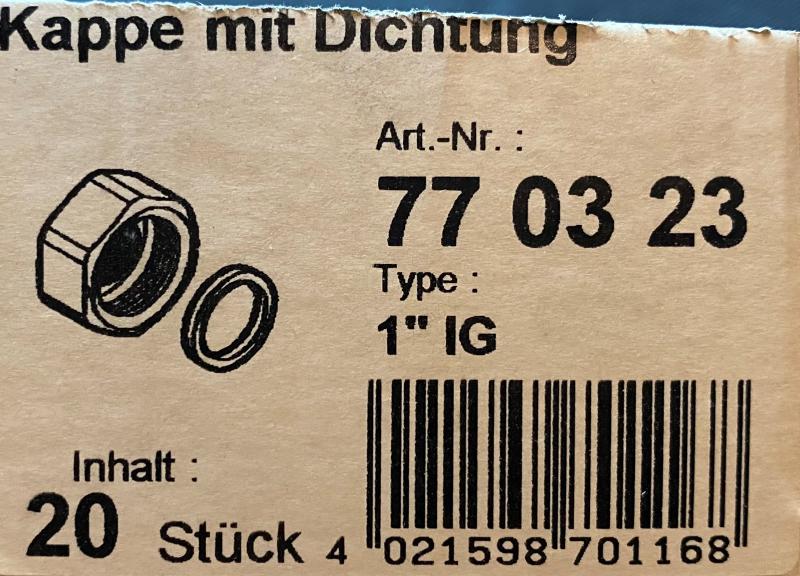 Kappe mit Dichtung
Art.-Nr. :
77 03 23
Type :
1" IG
Inhalt :
20 Stück
4 021598 701168